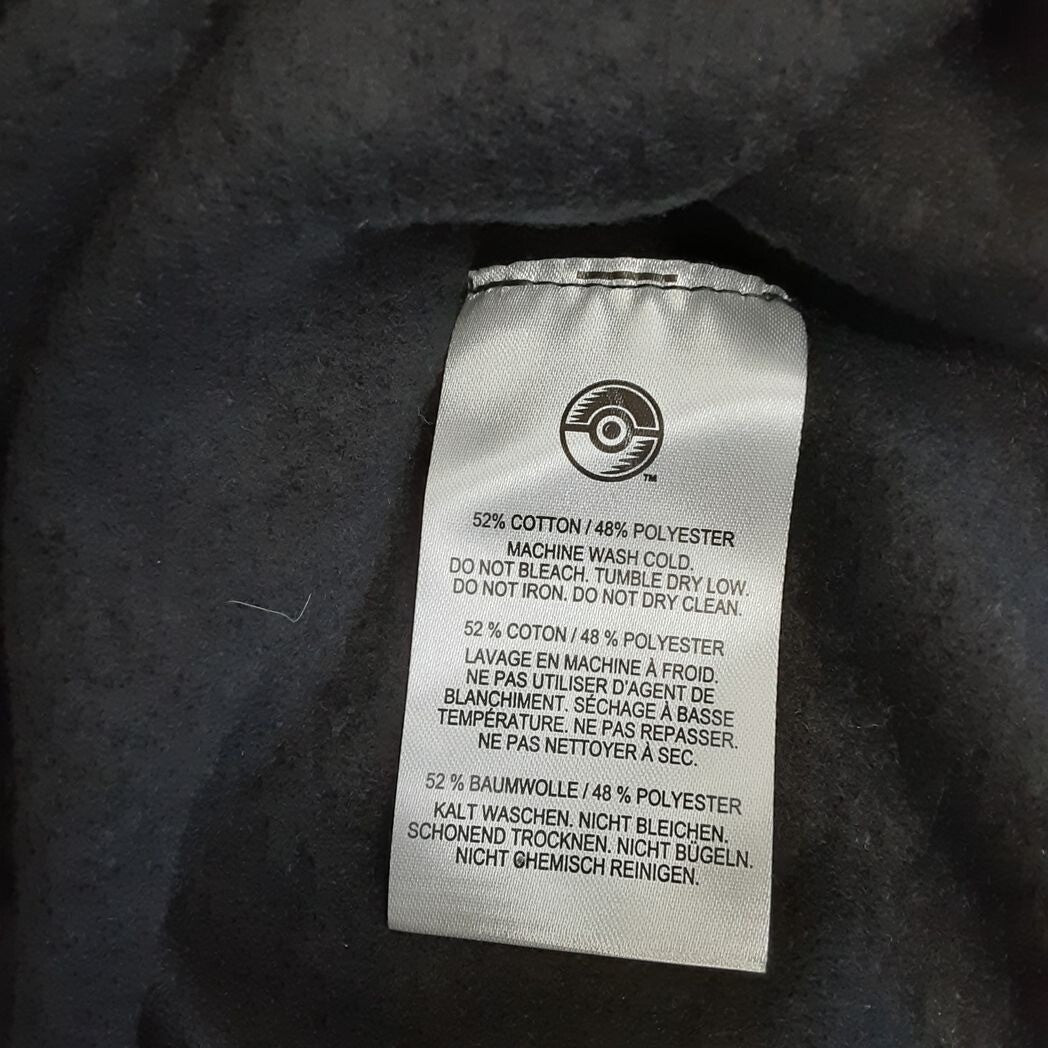 TM
52% COTTON / 48% POLYESTER
MACHINE WASH COLD.
DO NOT BLEACH. TUMBLE DRY LOW.
DO NOT IRON. DO NOT DRY CLEAN.
52 % COTON / 48 % POLYESTER
LAVAGE EN MACHINE À FROID.
NE PAS UTILISER D'AGENT DE
BLANCHIMENT. SÉCHAGE À BASSE
TEMPÉRATURE. NE PAS REPASSER.
NE PAS NETTOYER À SEC.
52 % BAUMWOLLE / 48 % POLYESTER
KALT WASCHEN. NICHT BLEICHEN.
SCHONEND TROCKNEN. NICHT BÜGELN.
NICHT CHEMISCH REINIGEN.